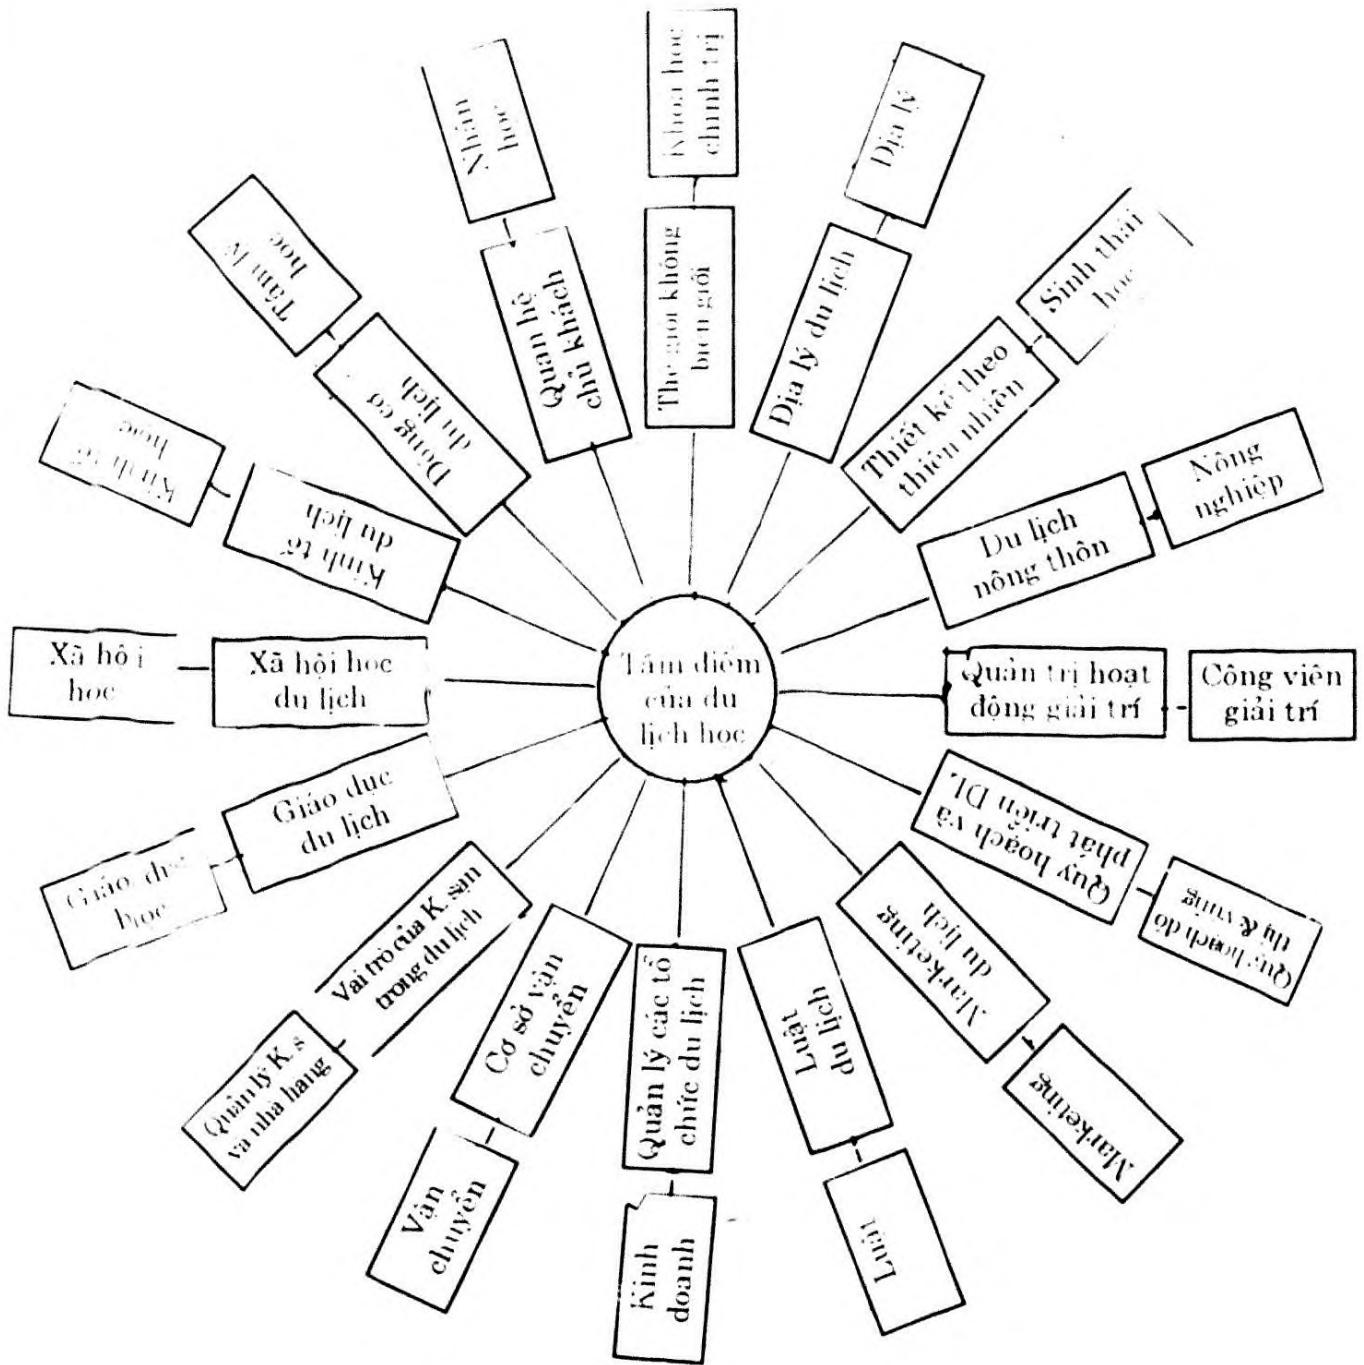 Tâm điểm
của du
lịch học
Khoa học
chính trị
Thế giới không
biên giới
Địa lý
Địa lý du lịch
Sinh thái
học
Thiết kế theo
thiên nhiên
Nông
nghiệp
Du lịch
nông thôn
Công viên
giải trí
Quản trị hoạt
động giải trí
Quy hoạch đô
thị & vùng
Quy hoạch và
phát triển DL
Marketing
Marketing
du lịch
Luật
Luật
du lịch
Kinh
doanh
Quản lý các tổ
chức du lịch
Vận
chuyển
Cơ sở vận
chuyển
Quản lý K.s
và nhà hàng
Vai trò của K.sạn
trong du lịch
Giáo dục
học
Giáo dục
du lịch
Xã hội
học
Xã hội học
du lịch
Kinh tế
học
Kinh tế
du lịch
Tâm lý
học
Động cơ
du lịch
Nhân
học
Quan hệ
chủ khách